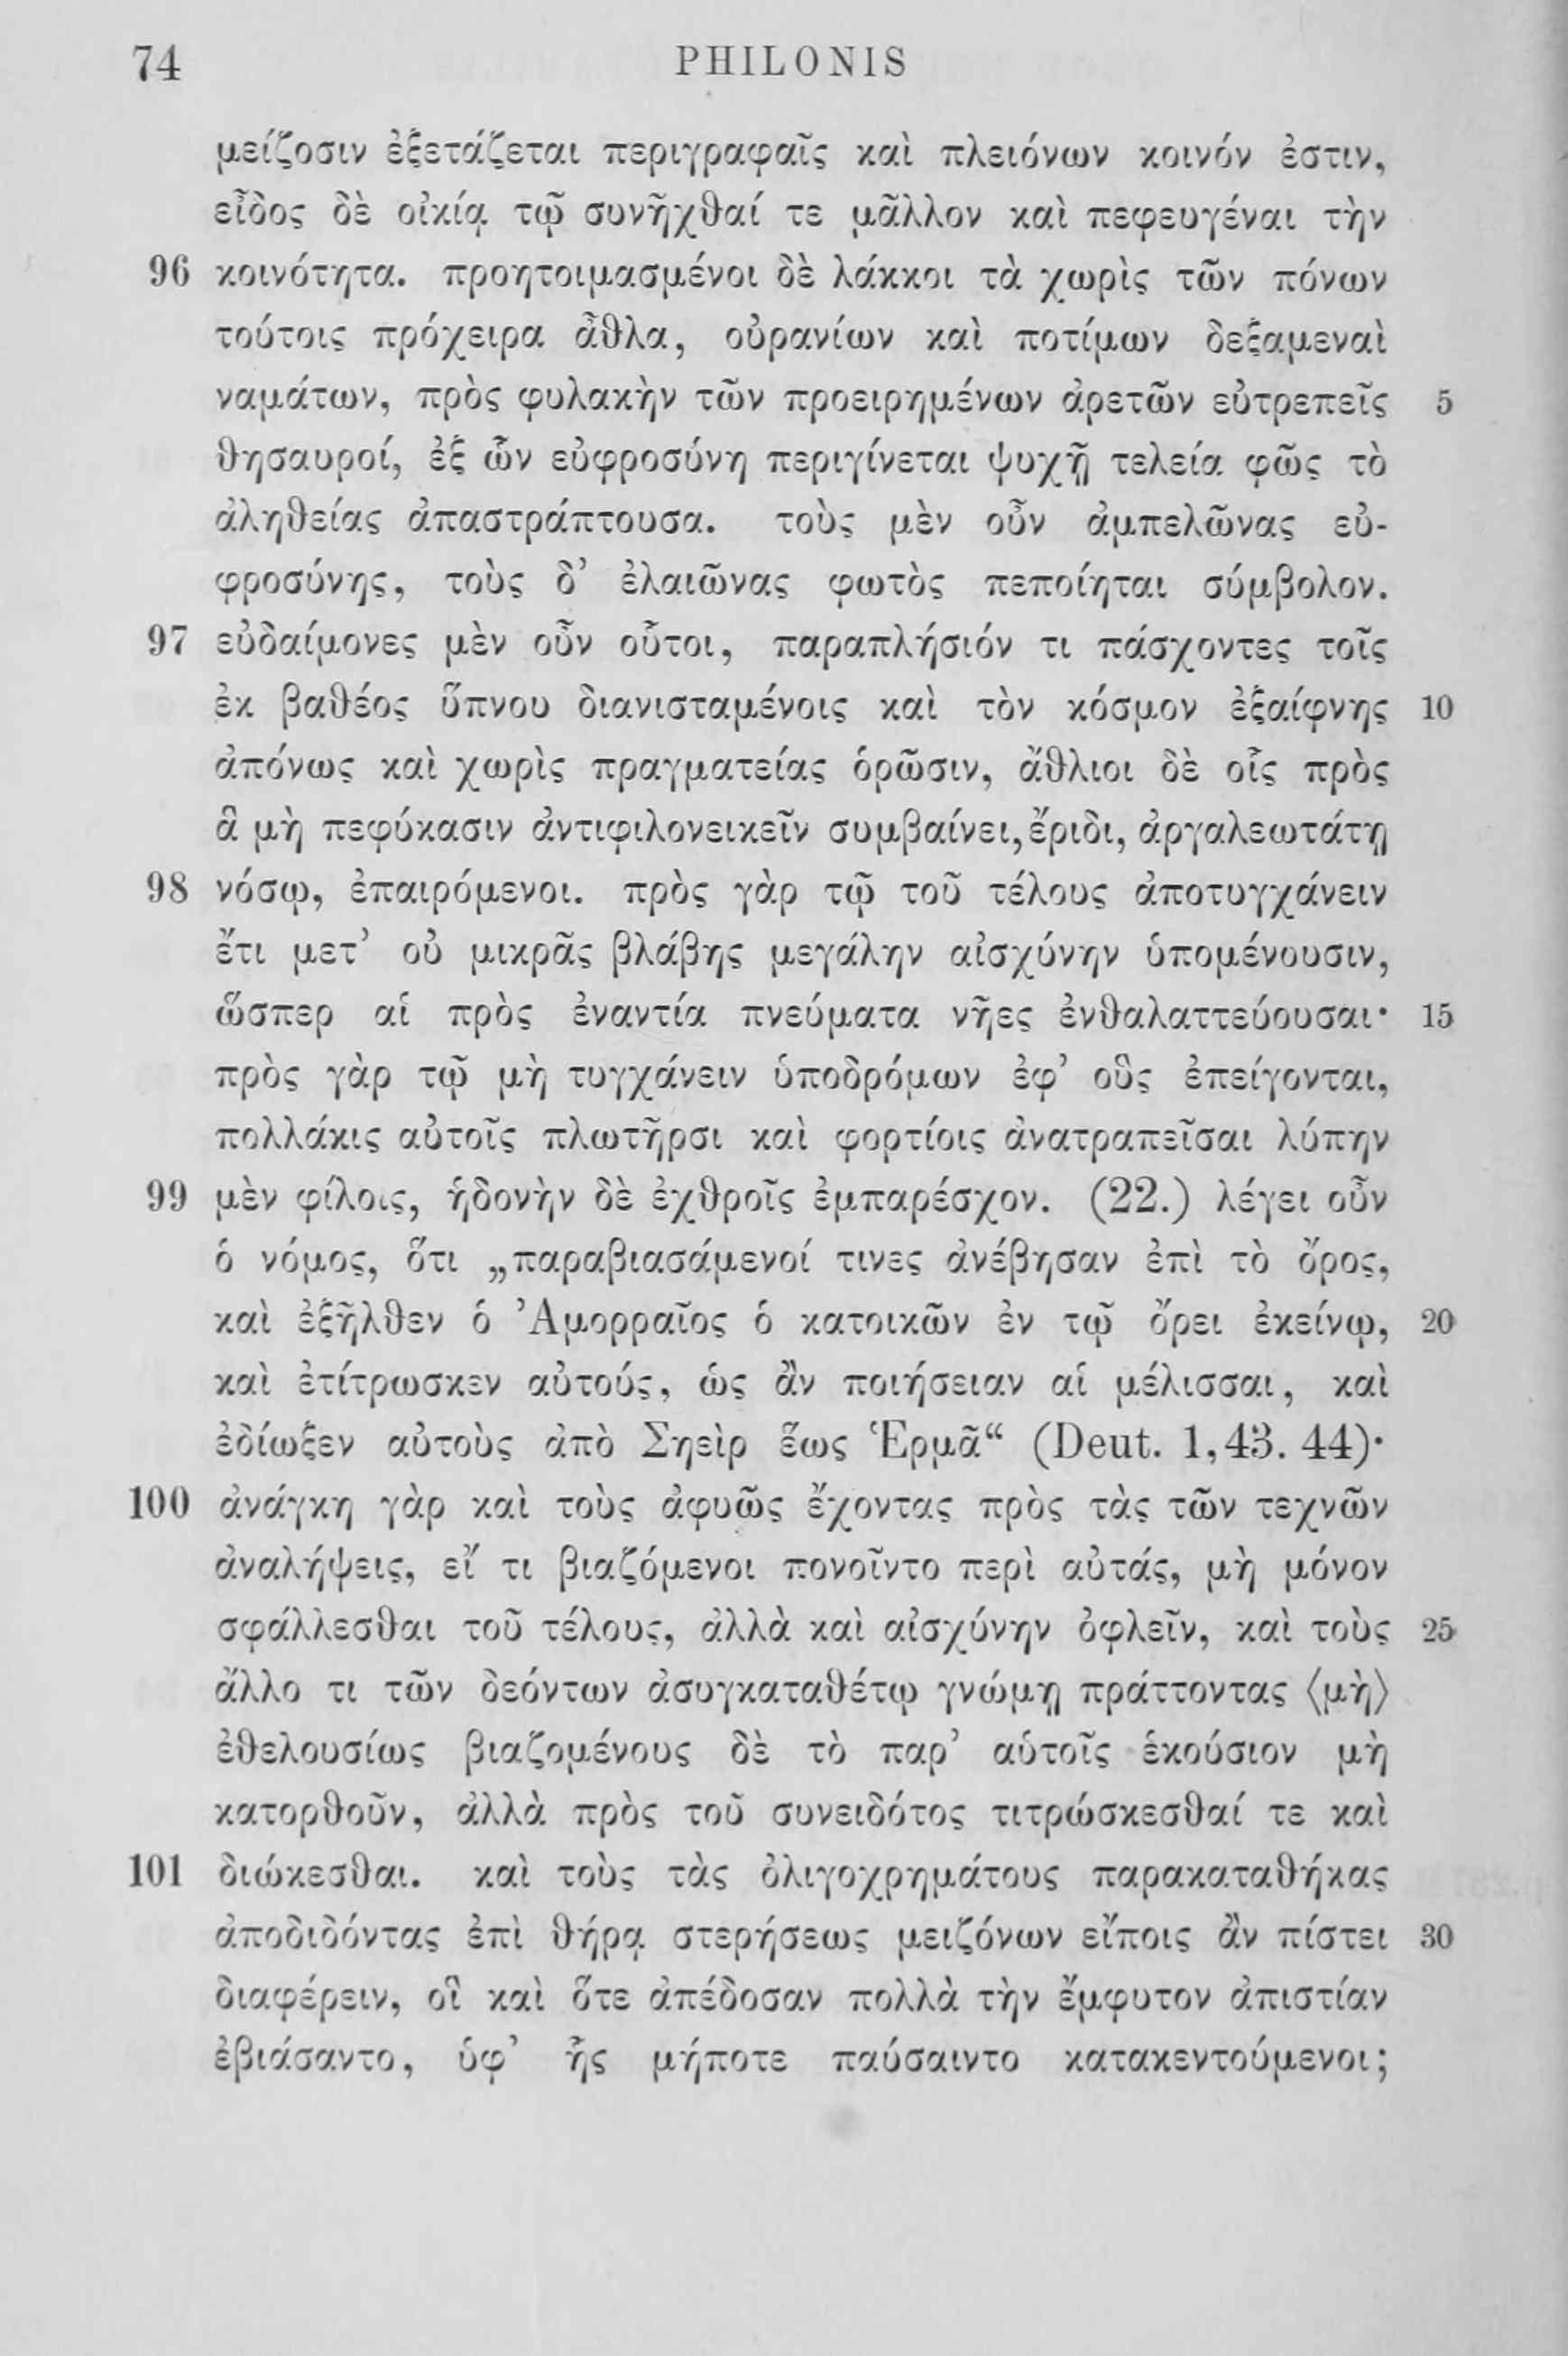 74 PHILONIS
μείζοσιν ἐξετάζεται περιγραφαῖς καὶ πλειόνων κοινόν ἐστιν,
εἶδος δὲ οἰκίᾳ τῷ συνῆχθαί τε μᾶλλον καὶ πεφευγέναι τὴν
96 κοινότητα. προητοιμασμένοι δὲ λάκκοι τὰ χωρὶς τῶν πόνων
τούτοις πρόχειρα ἆθλα, οὐρανίων καὶ ποτίμων δεξαμεναὶ
ναμάτων, πρὸς φυλακὴν τῶν προειρημένων ἀρετῶν εὐτρεπεῖς 5
θησαυροί, ἐξ ὧν εὐφροσύνη περιγίνεται ψυχῇ τελεία φῶς τὸ
ἀληθείας ἀπαστράπτουσα. τοὺς μὲν οὖν ἀμπελῶνας εὐ-
φροσύνης, τοὺς δ’ ἐλαιῶνας φωτὸς πεποίηται σύμβολον.
97 εὐδαίμονες μὲν οὖν οὗτοι, παραπλήσιόν τι πάσχοντες τοῖς
ἐκ βαθέος ὕπνου διανισταμένοις καὶ τὸν κόσμον ἐξαίφνης 10
ἀπόνως καὶ χωρὶς πραγματείας ὁρῶσιν, ἄθλιοι δὲ οἷς πρὸς
ἃ μὴ πεφύκασιν ἀντιφιλονεικεῖν συμβαίνει, ἔριδι, ἀργαλεωτάτῃ
98 νόσῳ, ἐπαιρόμενοι. πρὸς γὰρ τῷ τοῦ τέλους ἀποτυγχάνειν
ἔτι μετ’ οὐ μικρᾶς βλάβης μεγάλην αἰσχύνην ὑπομένουσιν,
ὥσπερ αἱ πρὸς ἐναντία πνεύματα νῆες ἐνθαλαττεύουσαι· 15
πρὸς γὰρ τῷ μὴ τυγχάνειν ὑποδρόμων ἐφ’ οὓς ἐπείγονται,
πολλάκις αὐτοῖς πλωτῆρσι καὶ φορτίοις ἀνατραπεῖσαι λύπην
99 μὲν φίλοις, ἡδονὴν δὲ ἐχθροῖς ἐμπαρέσχον. (22.) λέγει οὖν
ὁ νόμος, ὅτι „παραβιασάμενοί τινες ἀνέβησαν ἐπὶ τὸ ὄρος,
καὶ ἐξῆλθεν ὁ Ἀμορραῖος ὁ κατοικῶν ἐν τῷ ὄρει ἐκείνῳ, 20
καὶ ἐτίτρωσκεν αὐτούς, ὡς ἂν ποιήσειαν αἱ μέλισσαι, καὶ
ἐδίωξεν αὐτοὺς ἀπὸ Σηεὶρ ἕως Ἑρμᾶ“ (Deut. 1,43. 44)·
100 ἀνάγκη γὰρ καὶ τοὺς ἀφυῶς ἔχοντας πρὸς τὰς τῶν τεχνῶν
ἀναλήψεις, εἴ τι βιαζόμενοι πονοῖντο περὶ αὐτάς, μὴ μόνον
σφάλλεσθαι τοῦ τέλους, ἀλλὰ καὶ αἰσχύνην ὀφλεῖν, καὶ τοὺς 25
ἄλλο τι τῶν δεόντων ἀσυγκαταθέτῳ γνώμῃ πράττοντας ⟨μὴ⟩
ἐθελουσίως βιαζομένους δὲ τὸ παρ’ αὑτοῖς ἑκούσιον μὴ
κατορθοῦν, ἀλλὰ πρὸς τοῦ συνειδότος τιτρώσκεσθαί τε καὶ
101 διώκεσθαι. καὶ τοὺς τὰς ὀλιγοχρημάτους παρακαταθήκας
ἀποδιδόντας ἐπὶ θήρᾳ στερήσεως μειζόνων εἴποις ἂν πίστει 30
διαφέρειν, οἳ καὶ ὅτε ἀπέδοσαν πολλὰ τὴν ἔμφυτον ἀπιστίαν
ἐβιάσαντο, ὑφ’ ἧς μήποτε παύσαιντο κατακεντούμενοι;